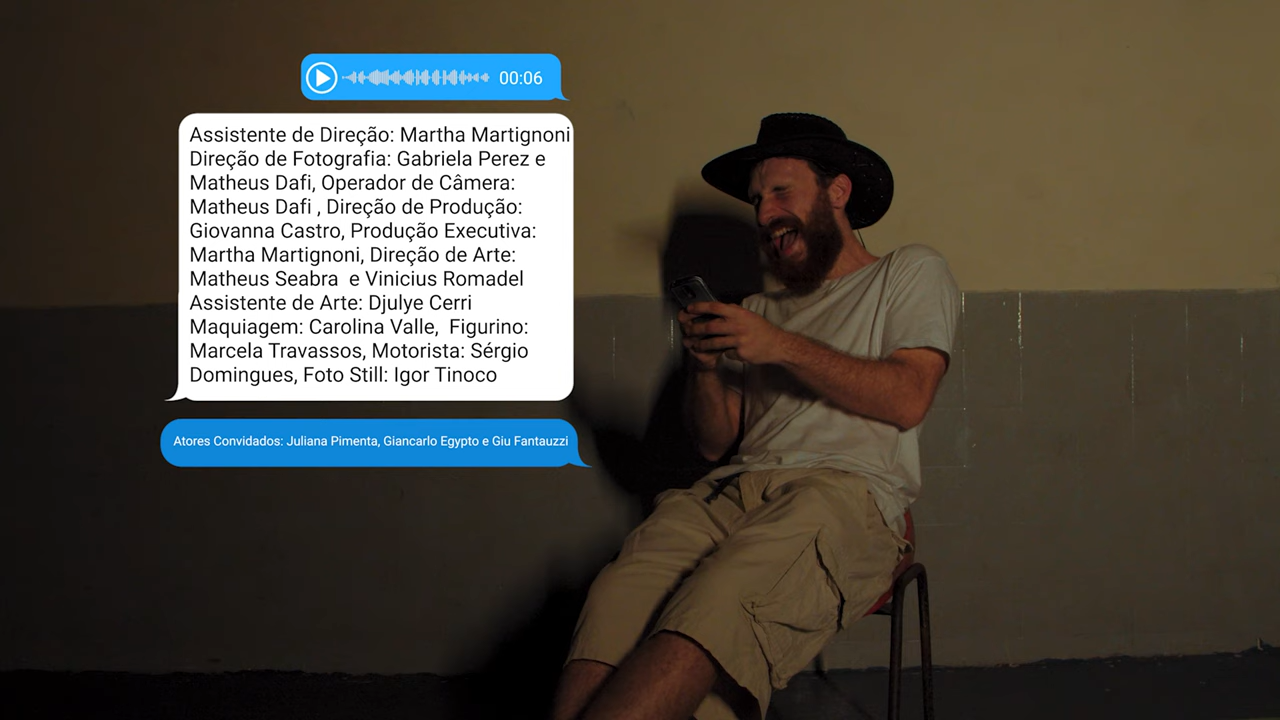 00:06
Assistente de Direção: Martha Martignoni
Direção de Fotografia: Gabriela Perez e
Matheus Dafi, Operador de Câmera:
Matheus Dafi , Direção de Produção:
Giovanna Castro, Produção Executiva:
Martha Martignoni, Direção de Arte:
Matheus Seabra  e Vinicius Romadel
Assistente de Arte: Djulye Cerri
Maquiagem: Carolina Valle,  Figurino:
Marcela Travassos, Motorista: Sérgio
Domingues, Foto Still: Igor Tinoco
Atores Convidados: Juliana Pimenta, Giancarlo Egypto e Giu Fantauzzi